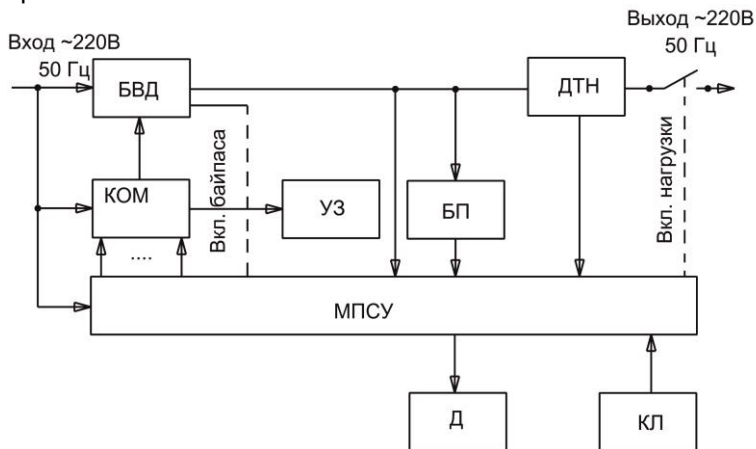 Вход ~220В
50 Гц
Выход ~220В
50 Гц
БВД
ДТН
КОМ
Вкл. байпаса
УЗ
БП
Вкл. нагрузки
....
МПСУ
Д
КЛ